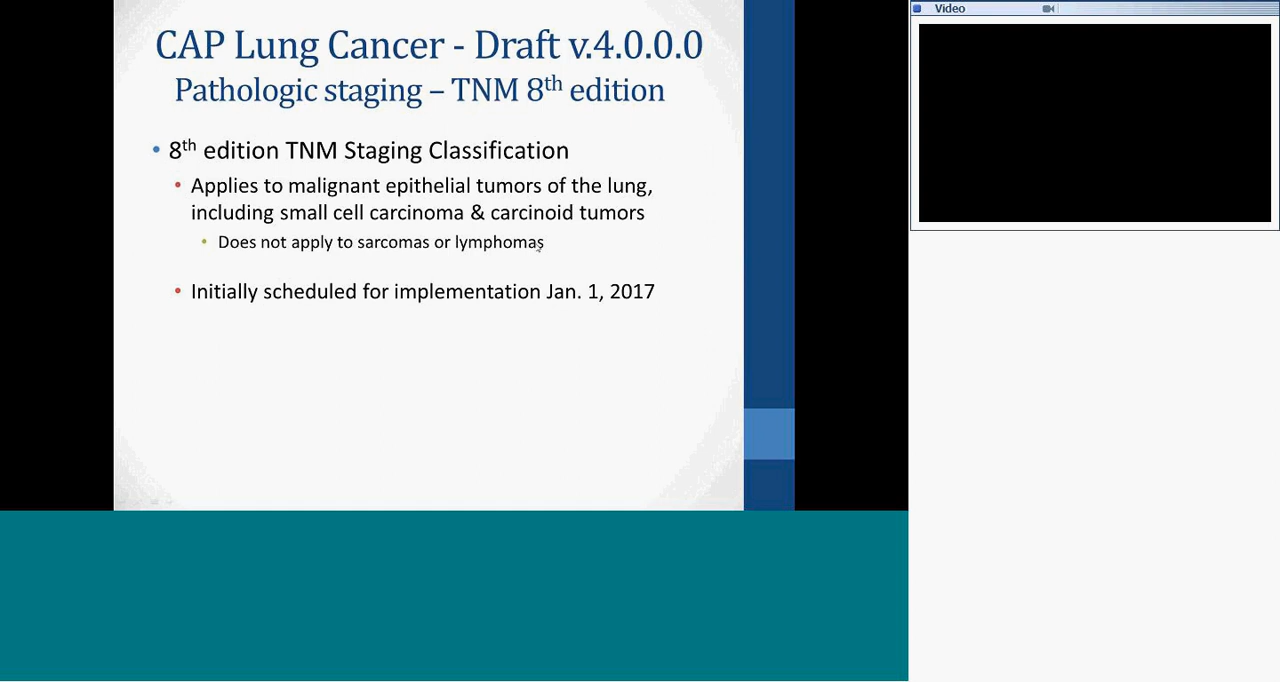 CAP Lung Cancer - Draft v.4.0.0.0
Pathologic staging – TNM 8th edition
• 8th edition TNM Staging Classification
• Applies to malignant epithelial tumors of the lung,
including small cell carcinoma & carcinoid tumors
• Does not apply to sarcomas or lymphomas
• Initially scheduled for implementation Jan. 1, 2017
Video